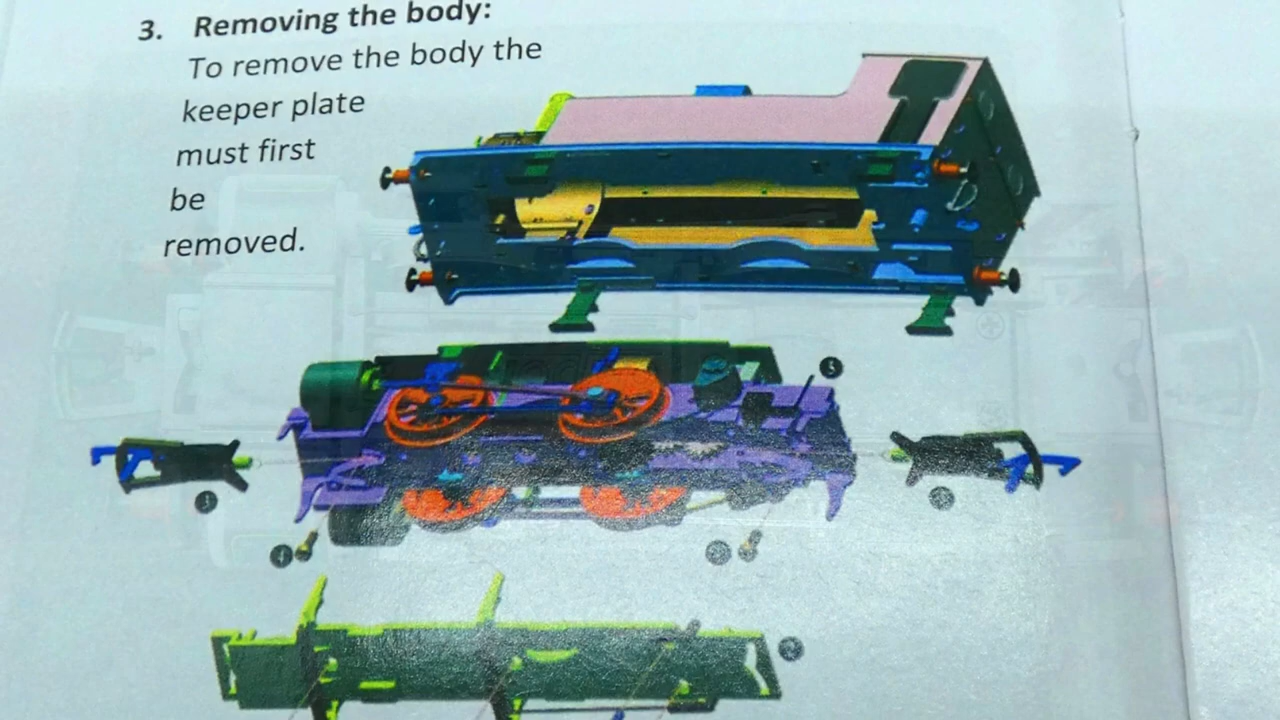 3. Removing the body:
To remove the body the
keeper plate
must first
be
removed.